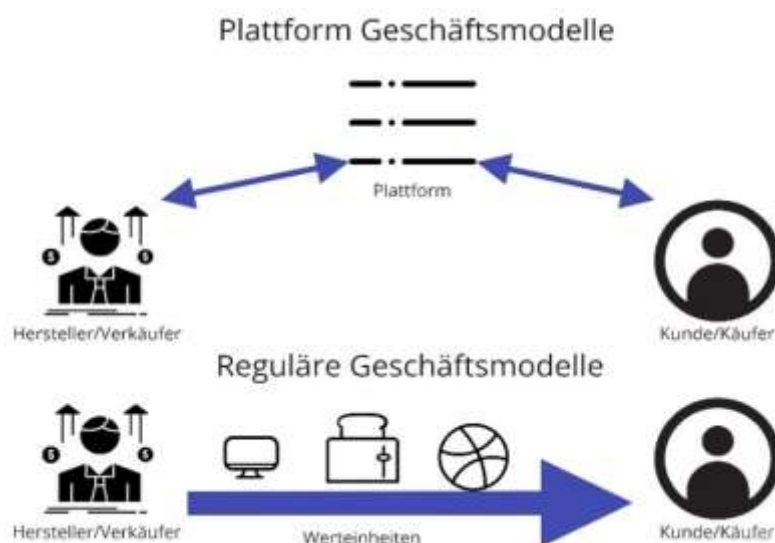 Plattform Geschäftsmodelle
Plattform
$ $
Hersteller/Verkäufer
Kunde/Käufer
Reguläre Geschäftsmodelle
$ $
Hersteller/Verkäufer
Werteinheiten
Kunde/Käufer